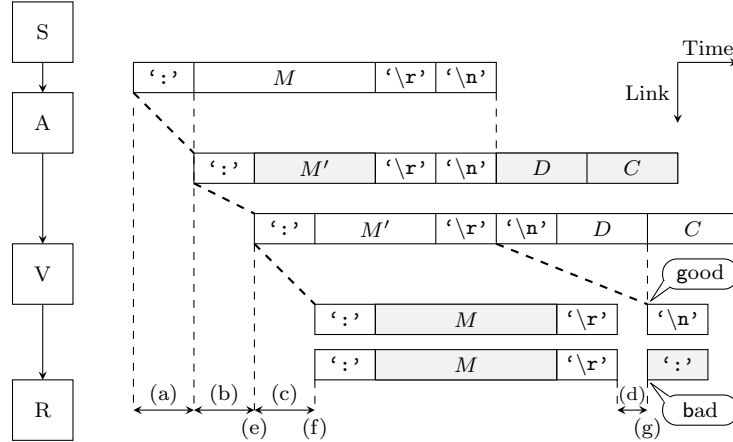 S
Time
‘:’ M ‘\r’ ‘\n’
Link
A
‘:’ M′ ‘\r’ ‘\n’ D C
‘:’ M′ ‘\r’ ‘\n’ D C
V
good
‘:’ M ‘\r’ ‘\n’
‘:’ M ‘\r’ ‘:’
(a) (b) (c) (d)
R
bad
(e) (f) (g)